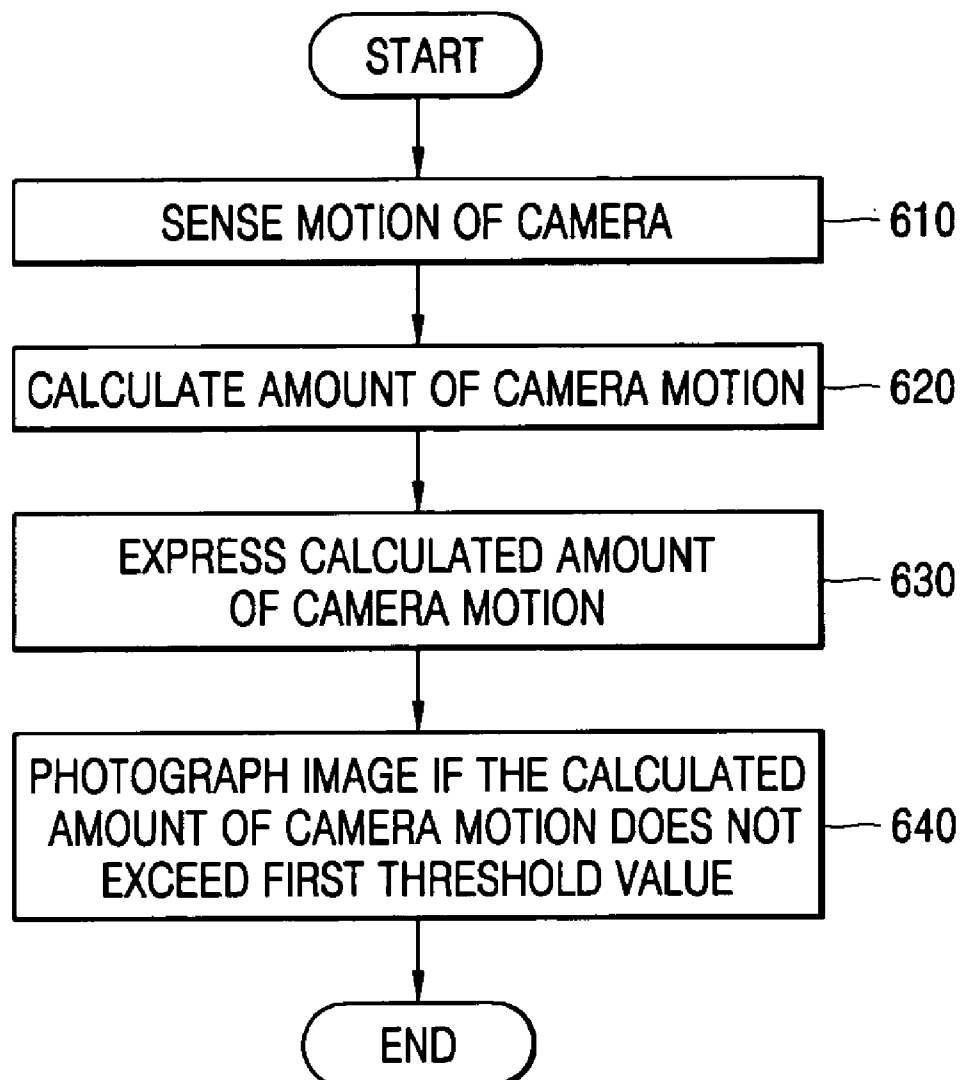 START
SENSE MOTION OF CAMERA
610
CALCULATE AMOUNT OF CAMERA MOTION
620
EXPRESS CALCULATED AMOUNT
OF CAMERA MOTION
630
PHOTOGRAPH IMAGE IF THE CALCULATED
AMOUNT OF CAMERA MOTION DOES NOT
EXCEED FIRST THRESHOLD VALUE
640
END